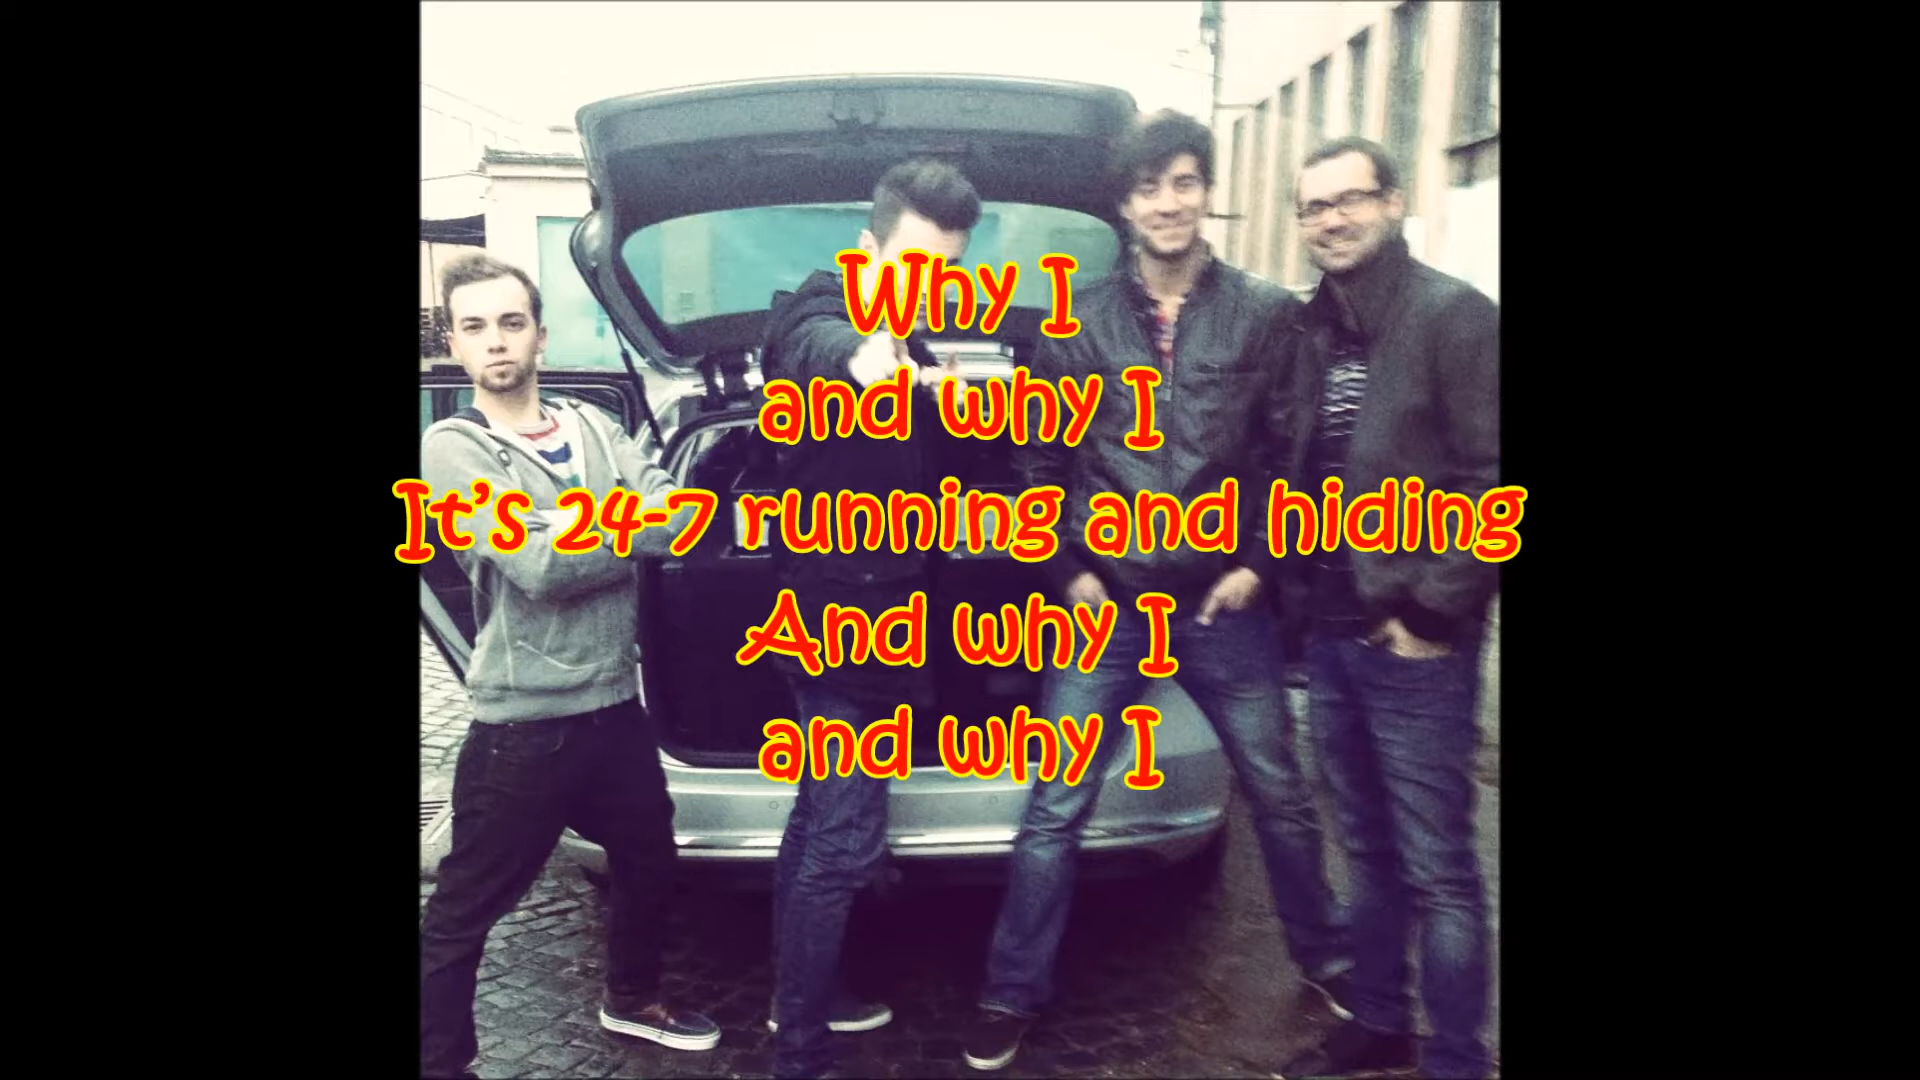 Why I
and why I
It's 24-7 running and hiding
And why I
and why I